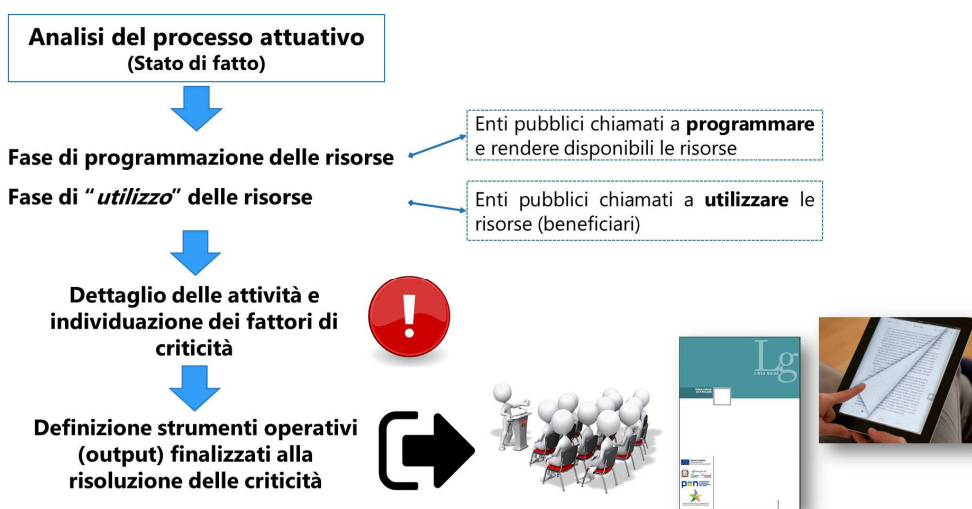 Analisi del processo attuativo
(Stato di fatto)
Enti pubblici chiamati a programmare
e rendere disponibili le risorse
Fase di programmazione delle risorse
Fase di “utilizzo” delle risorse
Enti pubblici chiamati a utilizzare le
risorse (beneficiari)
Dettaglio delle attività e
individuazione dei fattori di
criticità
!
Definizione strumenti operativi
(output) finalizzati alla
risoluzione delle criticità
Lg
LINEE GUIDA
pon